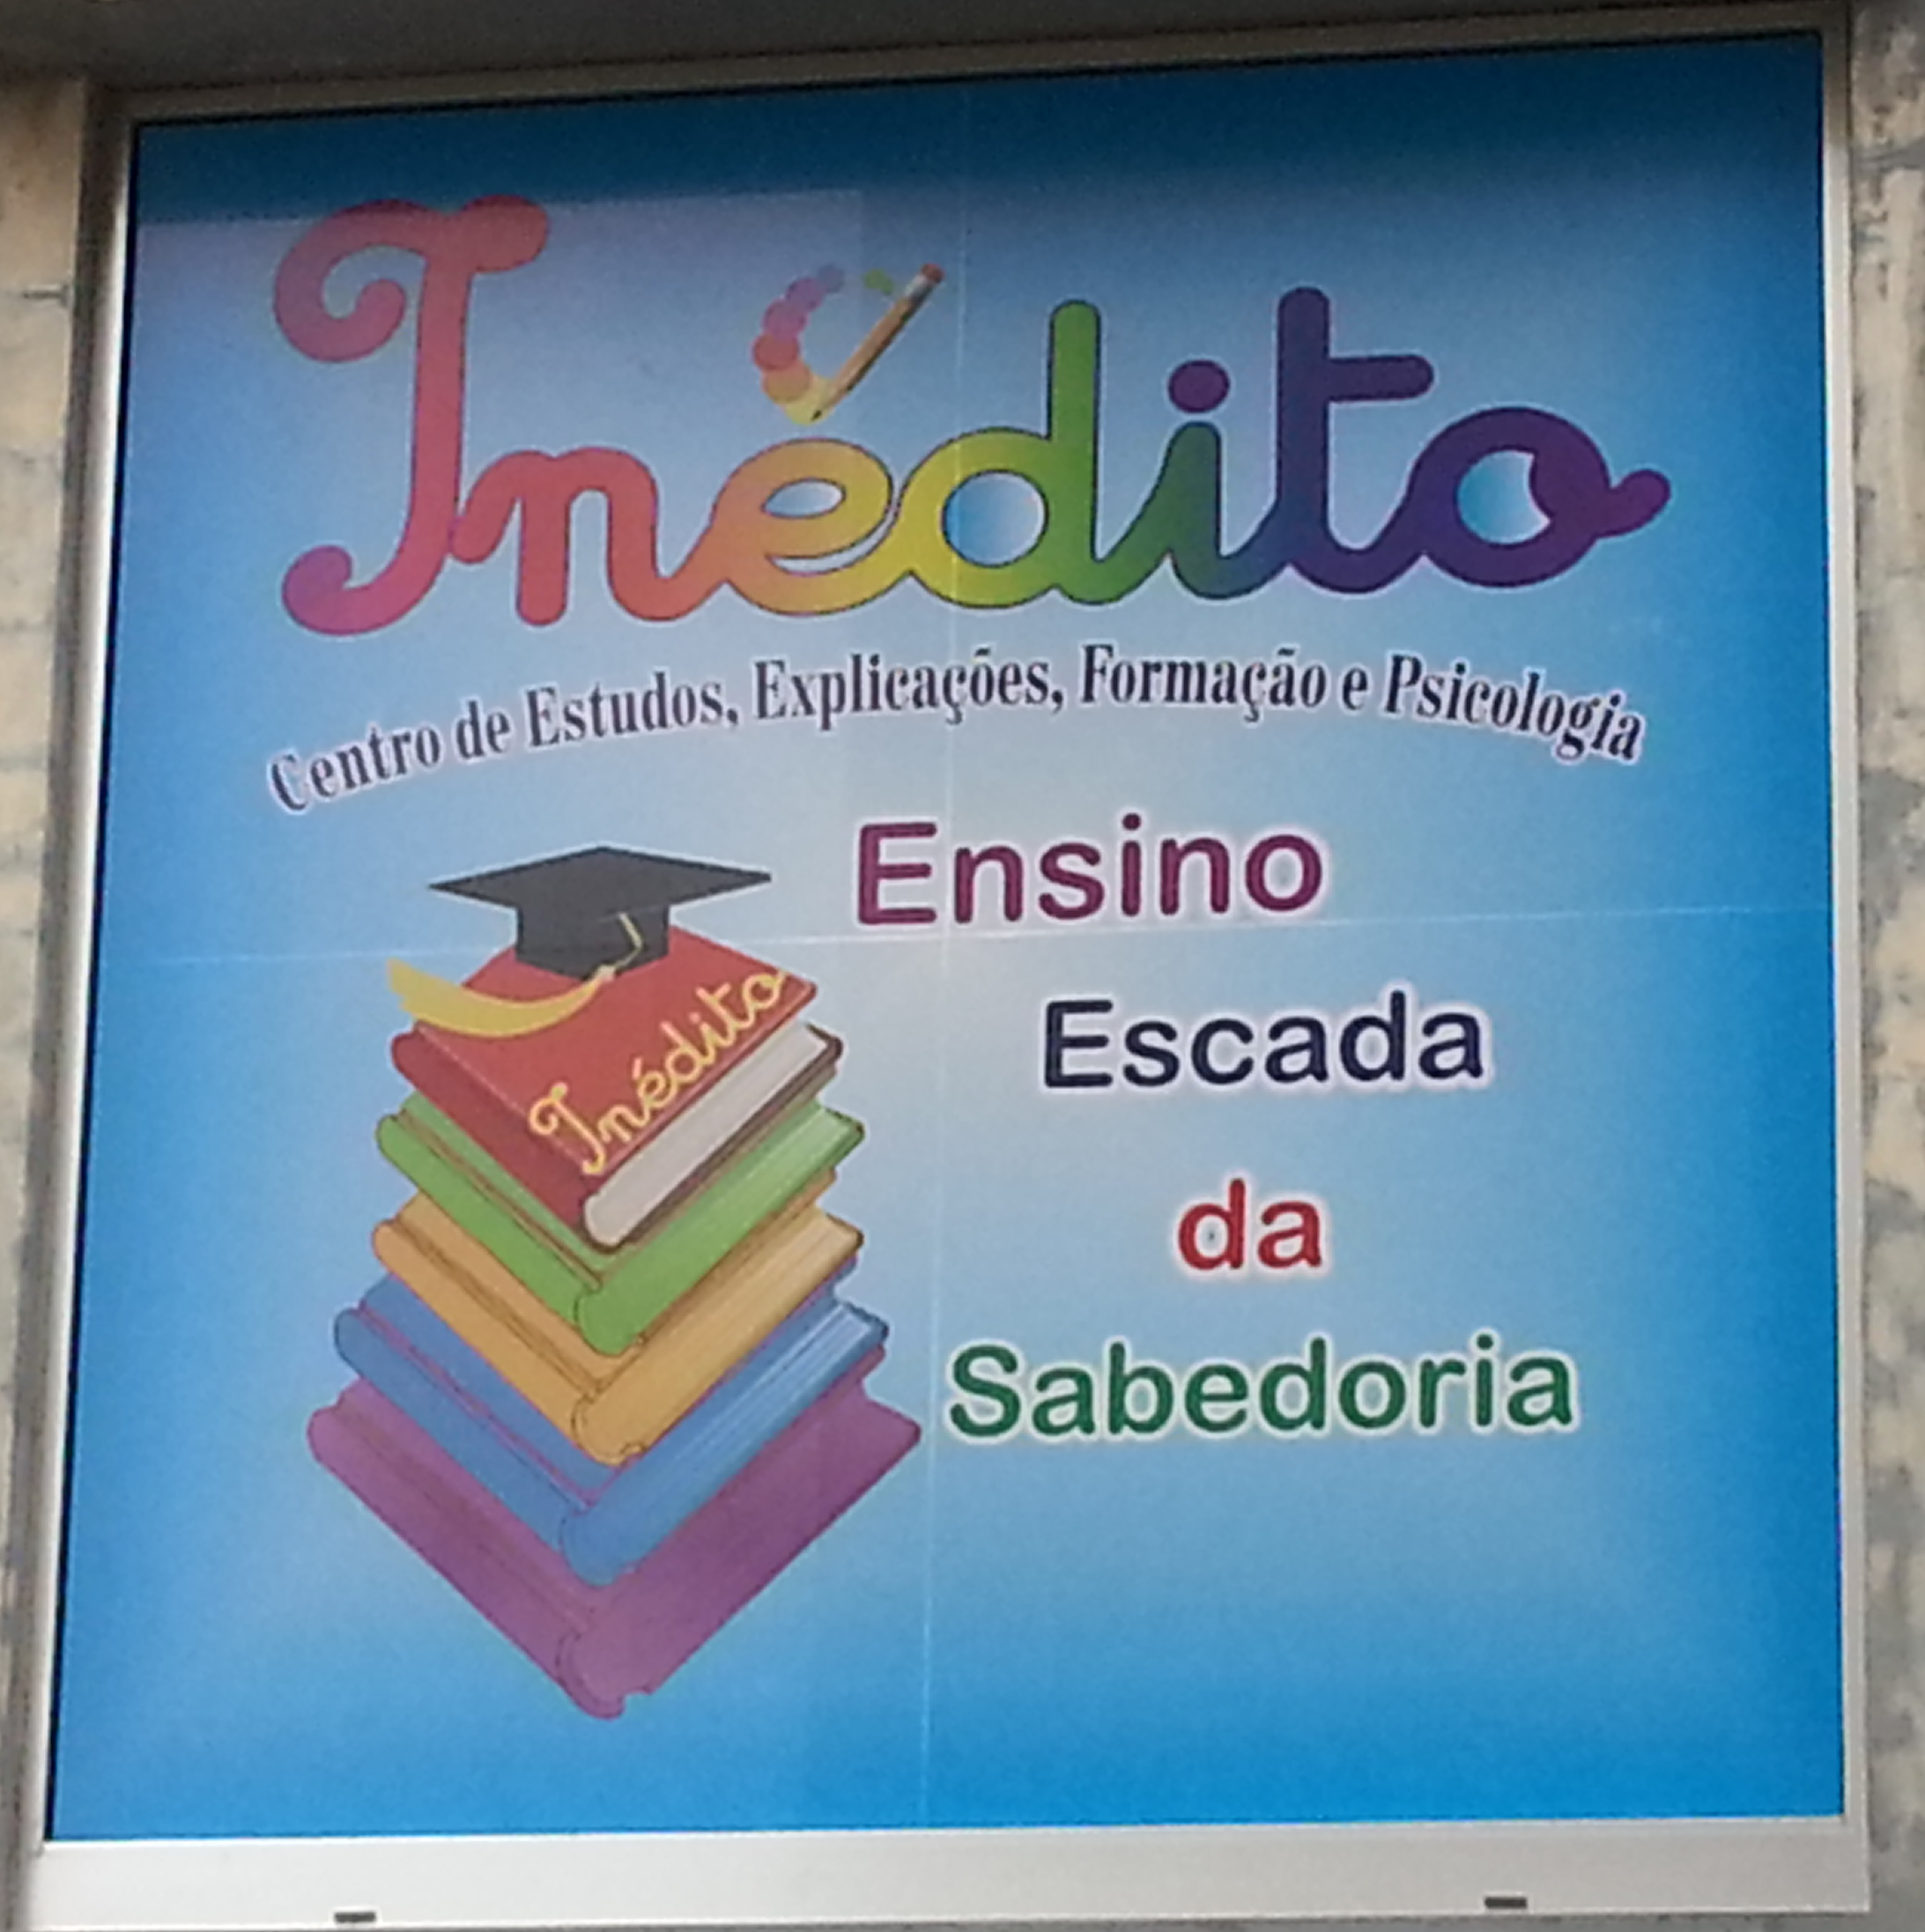 Inédito
Centro de Estudos, Explicações, Formação e Psicologia
Ensino
Escada
da
Sabedoria
Inédito